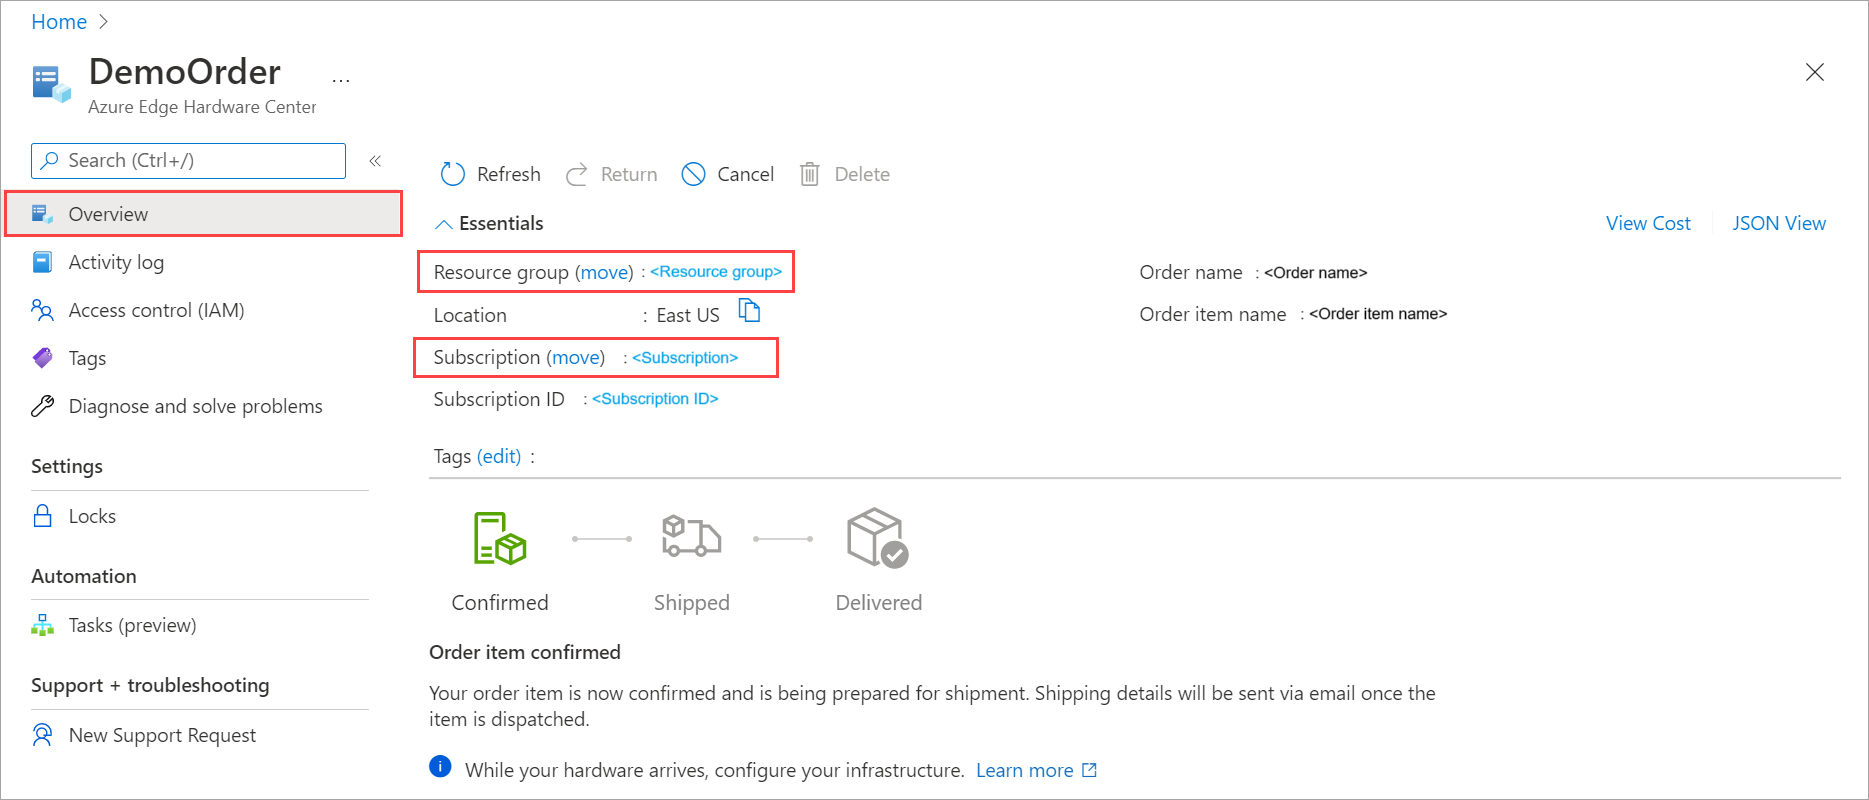 Home
DemoOrder ...
Azure Edge Hardware Center
Search (Ctrl+/)
Overview
Activity log
Access control (IAM)
Tags
Diagnose and solve problems
Settings
Locks
Automation
Tasks (preview)
Support + troubleshooting
New Support Request
Refresh Return Cancel Delete
Essentials
View Cost JSON View
Resource group (move) : <Resource group>
Location : East US
Subscription (move) : <Subscription>
Subscription ID : <Subscription ID>
Order name : <Order name>
Order item name : <Order item name>
Tags (edit) :
Confirmed Shipped Delivered
Order item confirmed
Your order item is now confirmed and is being prepared for shipment. Shipping details will be sent via email once the
item is dispatched.
While your hardware arrives, configure your infrastructure. Learn more